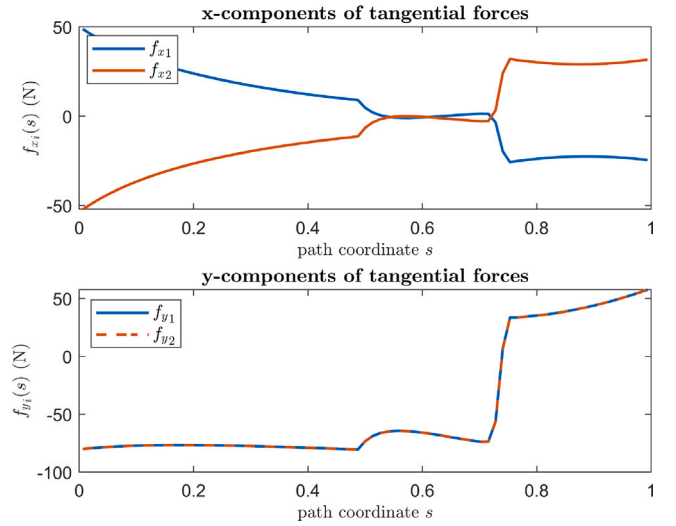 x-components of tangential forces
50
0
-50
f_{x_i}(s) (N)
f_{x1}
f_{x2}
0 0.2 0.4 0.6 0.8 1
path coordinate s
y-components of tangential forces
50
0
-50
-100
f_{y_i}(s) (N)
f_{y1}
f_{y2}
0 0.2 0.4 0.6 0.8 1
path coordinate s